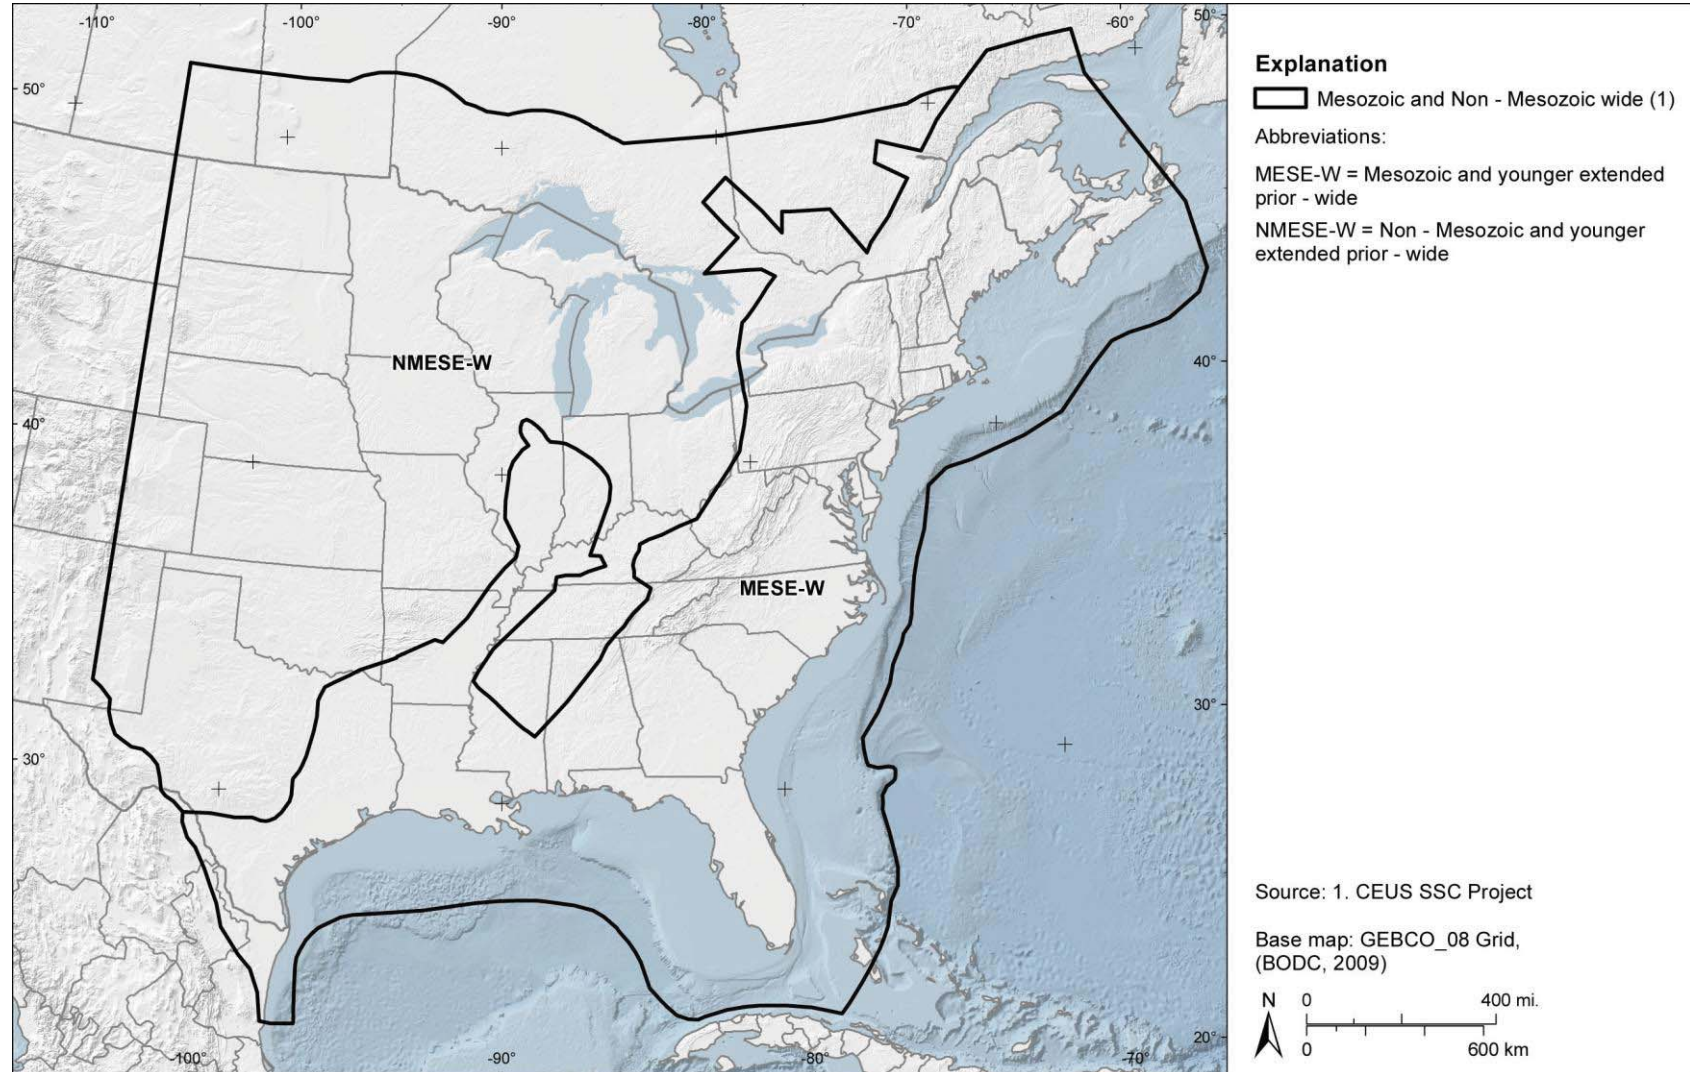 -110° -100° -90° -80° -70° -60° 50°
50°
40°
40°
30°
30°
20°
-100° -90° -80° -70°
NMESE-W
MESE-W
Explanation
Mesozoic and Non - Mesozoic wide (1)
Abbreviations:
MESE-W = Mesozoic and younger extended
prior - wide
NMESE-W = Non - Mesozoic and younger
extended prior - wide
Source: 1. CEUS SSC Project
Base map: GEBCO_08 Grid,
(BODC, 2009)
N 0 400 mi.
0 600 km